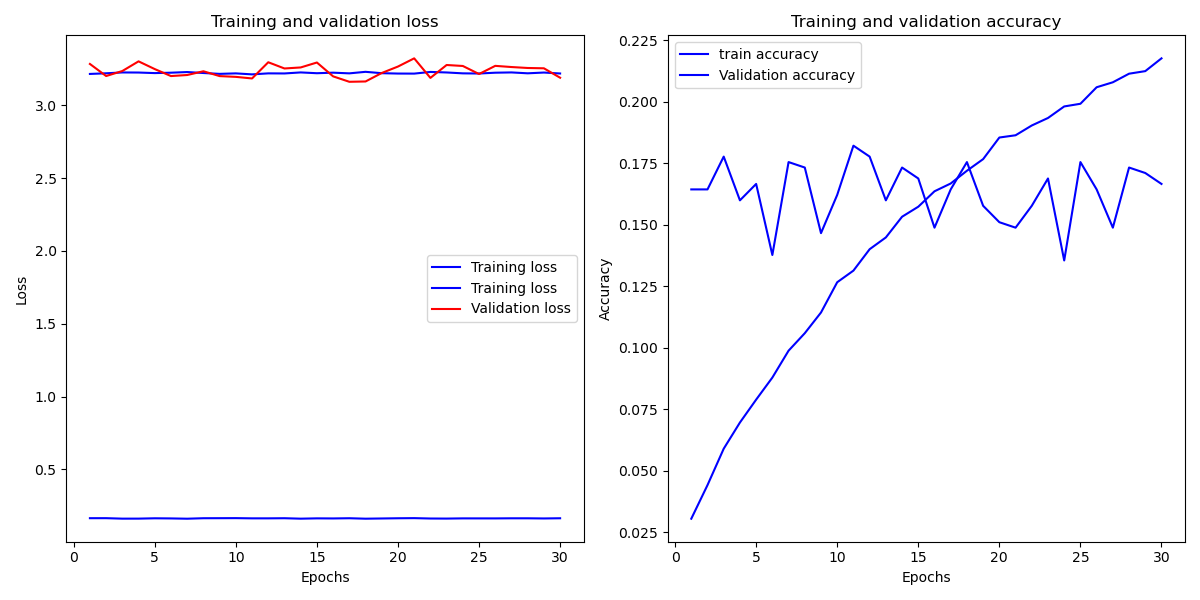 Training and validation loss
3.0
2.5
2.0
1.5
1.0
0.5
Loss
Training loss
Training loss
Validation loss
0 5 10 15 20 25 30
Epochs
Training and validation accuracy
train accuracy
Validation accuracy
0.225
0.200
0.175
0.150
0.125
0.100
0.075
0.050
0.025
Accuracy
0 5 10 15 20 25 30
Epochs